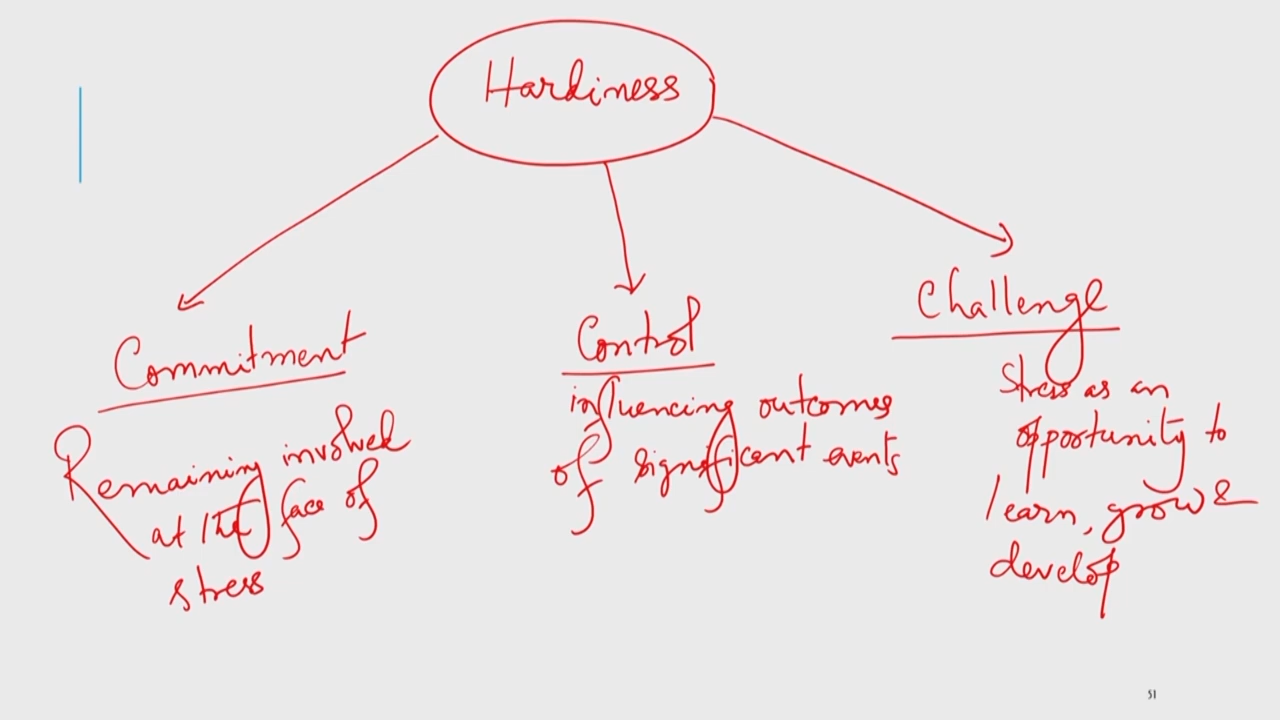 Hardiness
Commitment
Remaining involved
at the face of
stress
Control
influencing outcomes
of significant events
Challenge
Stress as an
opportunity to
learn, grow &
develop
51